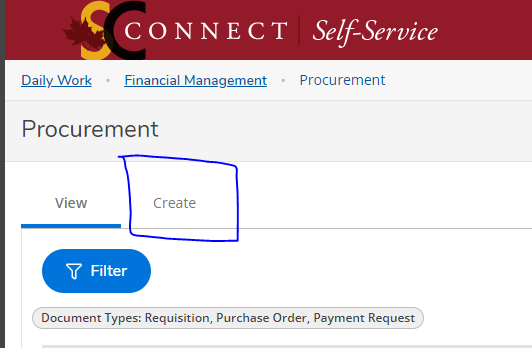 SC CONNECT | Self-Service
Daily Work • Financial Management • Procurement
Procurement
View Create
Filter
Document Types: Requisition, Purchase Order, Payment Request